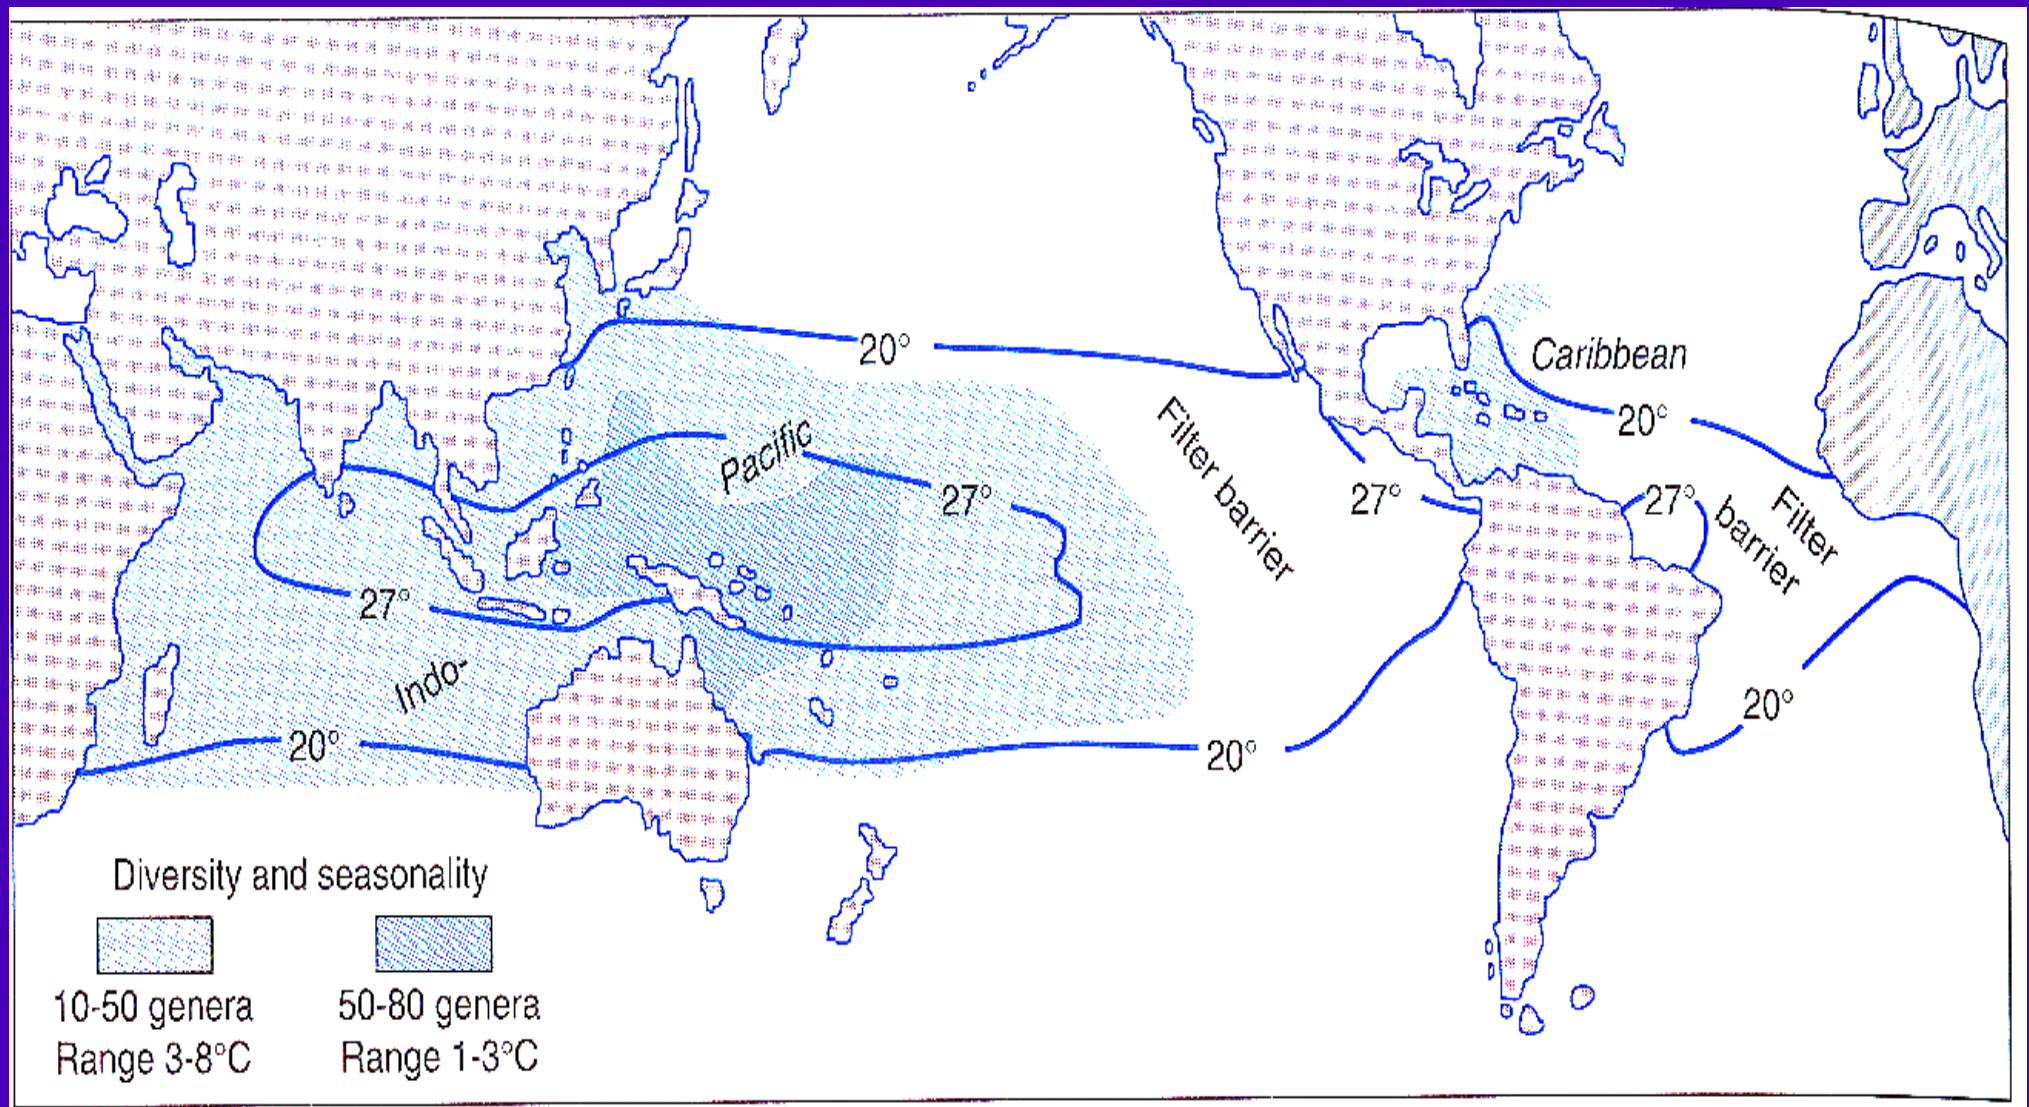 20°
Caribbean
20°
Pacific
Filter barrier
27°
27°
27°
Filter
barrier
27°
Indo-
20°
20°
20°
Diversity and seasonality
10-50 genera
Range 3-8°C
50-80 genera
Range 1-3°C